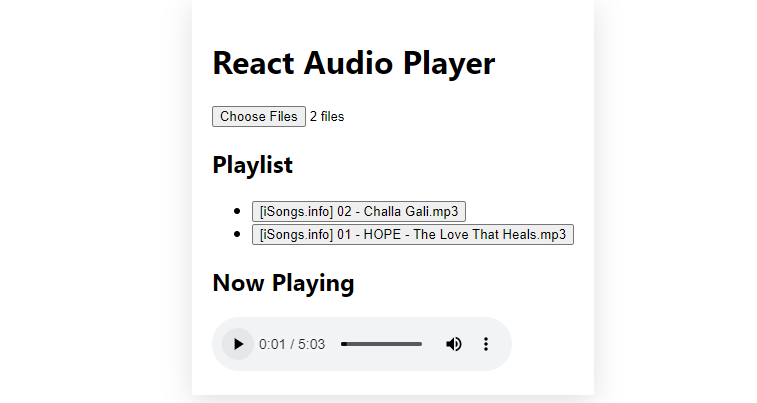 React Audio Player
Choose Files 2 files
Playlist
[iSongs.info] 02 - Challa Gali.mp3
[iSongs.info] 01 - HOPE - The Love That Heals.mp3
Now Playing
0:01 / 5:03